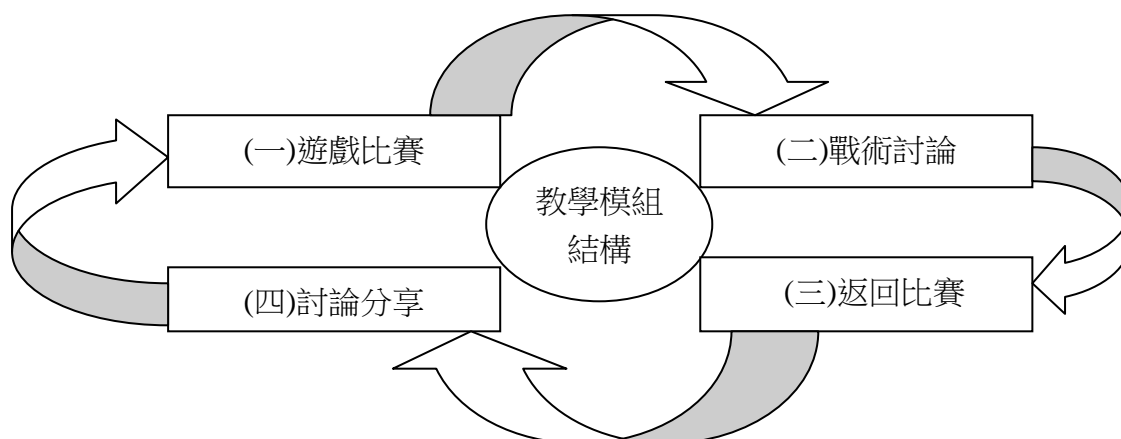 (一)遊戲比賽
(二)戰術討論
教學模組
結構
(四)討論分享
(三)返回比賽